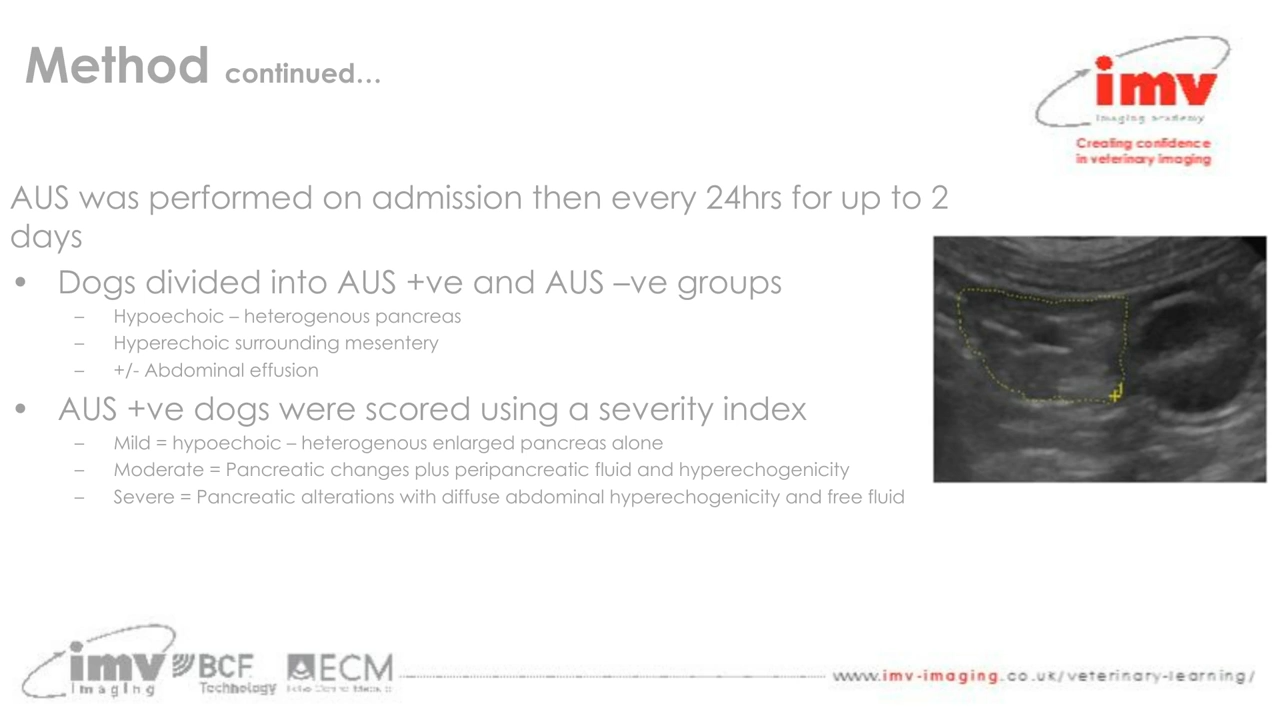 Method continued...
imv
imaging academy
Creating confidence
in veterinary imaging
AUS was performed on admission then every 24hrs for up to 2
days
• Dogs divided into AUS +ve and AUS –ve groups
– Hypoechoic – heterogenous pancreas
– Hyperechoic surrounding mesentery
– +/- Abdominal effusion
• AUS +ve dogs were scored using a severity index
– Mild = hypoechoic – heterogenous enlarged pancreas alone
– Moderate = Pancreatic changes plus peripancreatic fluid and hyperechogenicity
– Severe = Pancreatic alterations with diffuse abdominal hyperechogenicity and free fluid
imv
imaging
BCF
Technology
ECM
www.imv-imaging.co.uk/veterinary-learning/